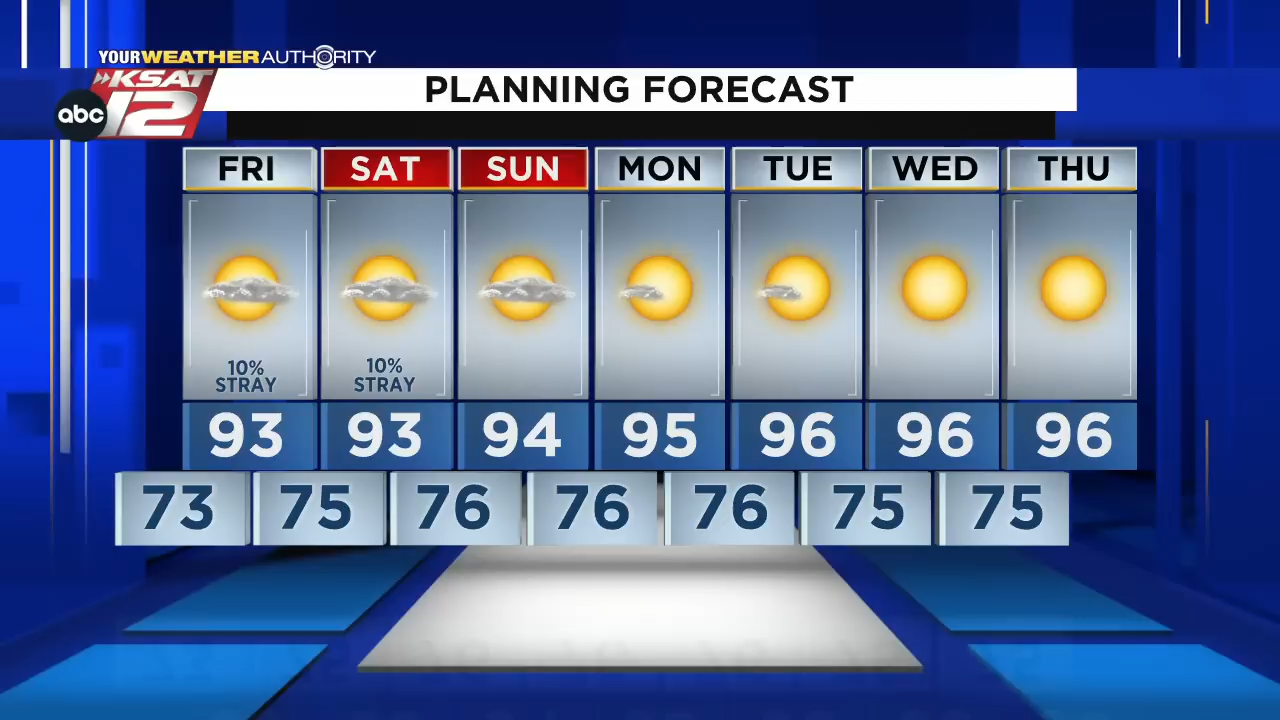 YOURWEATHERAUTHORITY
KSAT
abc 12
PLANNING FORECAST
FRI SAT SUN MON TUE WED THU
10% 10%
STRAY STRAY
93 93 94 95 96 96 96
73 75 76 76 76 75 75